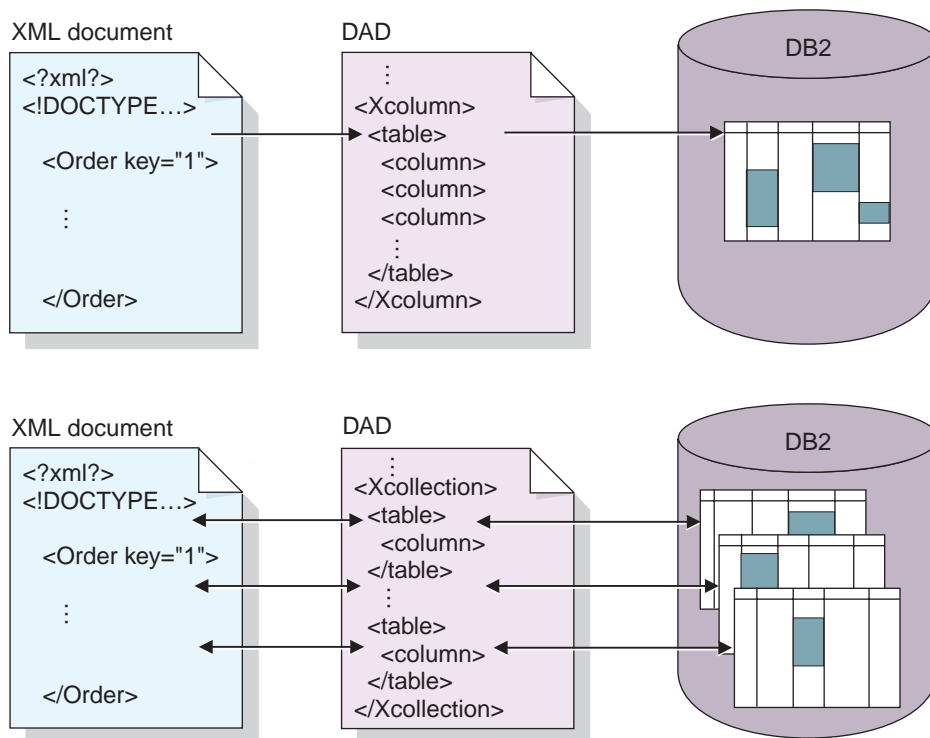 XML document
<?xml?>
<!DOCTYPE…>
<Order key="1">
⋮
</Order>
DAD
⋮
<Xcolumn>
<table>
<column>
<column>
<column>
⋮
</table>
</Xcolumn>
DB2
XML document
<?xml?>
<!DOCTYPE…>
<Order key="1">
⋮
</Order>
DAD
⋮
<Xcollection>
<table>
<column>
</table>
⋮
<table>
<column>
</table>
</Xcollection>
DB2